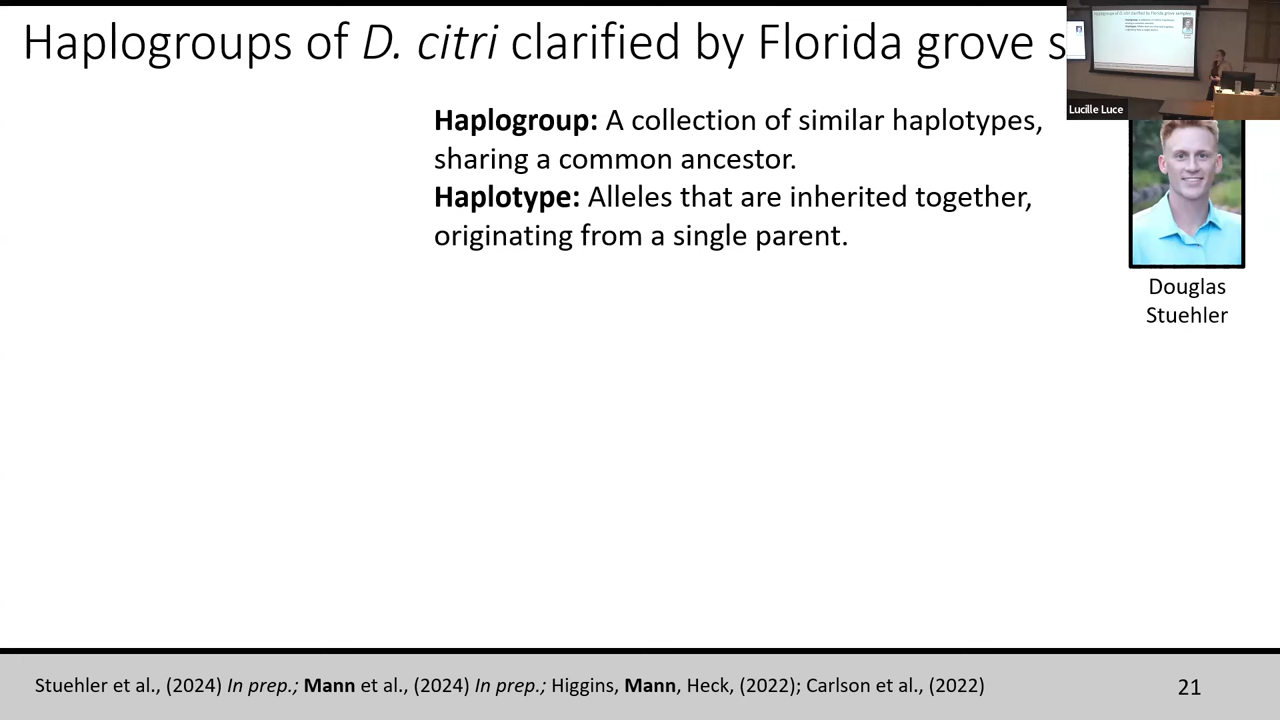 Haplogroups of D. citri clarified by Florida grove s
Lucille Luce
Haplogroup: A collection of similar haplotypes,
sharing a common ancestor.
Haplotype: Alleles that are inherited together,
originating from a single parent.
Douglas
Stuehler
Stuehler et al., (2024) In prep.; Mann et al., (2024) In prep.; Higgins, Mann, Heck, (2022); Carlson et al., (2022)
21